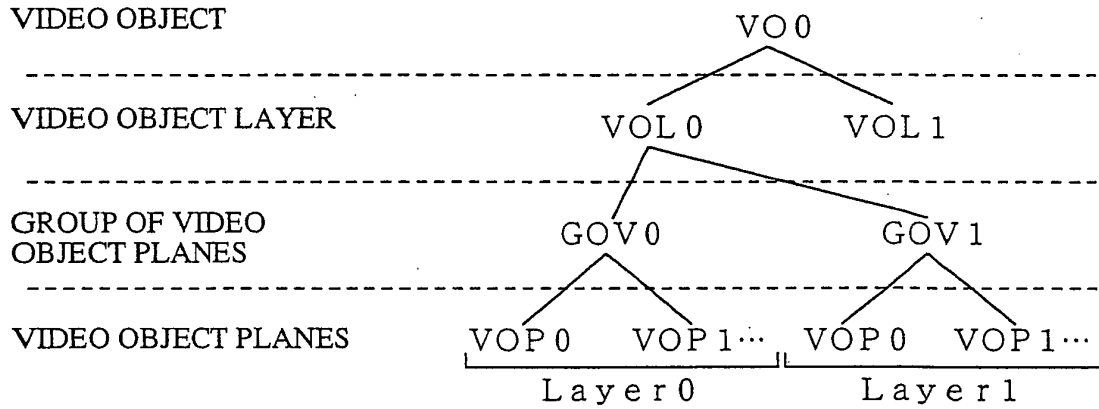 VIDEO OBJECT
VO0
VIDEO OBJECT LAYER
VOL0 VOL1
GROUP OF VIDEO
OBJECT PLANES
GOV0 GOV1
VIDEO OBJECT PLANES
VOP0 VOP1··· VOP0 VOP1···
Layer0 Layer1